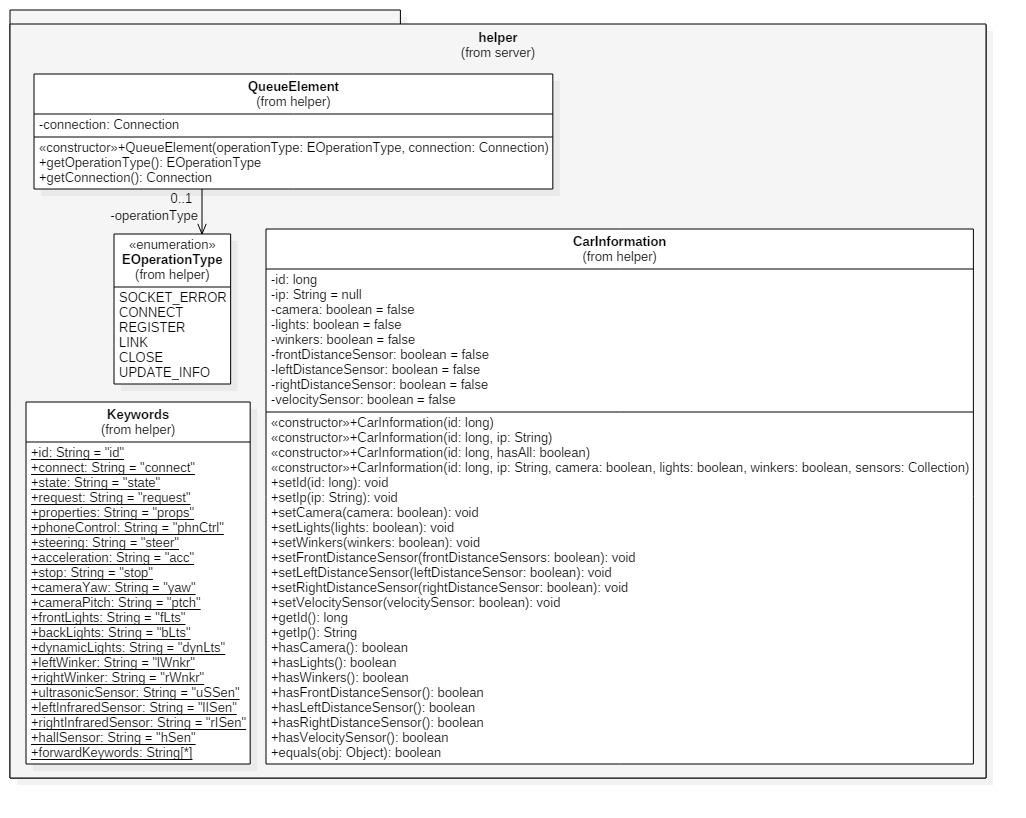 helper
(from server)
QueueElement
(from helper)
-connection: Connection
«constructor»+QueueElement(operationType: EOperationType, connection: Connection)
+getOperationType(): EOperationType
+getConnection(): Connection
0..1
-operationType
«enumeration»
EOperationType
(from helper)
SOCKET_ERROR
CONNECT
REGISTER
LINK
CLOSE
UPDATE_INFO
Keywords
(from helper)
+id: String = "id"
+connect: String = "connect"
+state: String = "state"
+request: String = "request"
+properties: String = "props"
+phoneControl: String = "phnCtrl"
+steering: String = "steer"
+acceleration: String = "acc"
+stop: String = "stop"
+cameraYaw: String = "yaw"
+cameraPitch: String = "ptch"
+frontLights: String = "fLts"
+backLights: String = "bLts"
+dynamicLights: String = "dynLts"
+leftWinker: String = "lWnkr"
+rightWinker: String = "rWnkr"
+ultrasonicSensor: String = "uSSen"
+leftInfraredSensor: String = "lISen"
+rightInfraredSensor: String = "rISen"
+hallSensor: String = "hSen"
+forwardKeywords: String[*]
CarInformation
(from helper)
-id: long
-ip: String = null
-camera: boolean = false
-lights: boolean = false
-winkers: boolean = false
-frontDistanceSensor: boolean = false
-leftDistanceSensor: boolean = false
-rightDistanceSensor: boolean = false
-velocitySensor: boolean = false
«constructor»+CarInformation(id: long)
«constructor»+CarInformation(id: long, ip: String)
«constructor»+CarInformation(id: long, hasAll: boolean)
«constructor»+CarInformation(id: long, ip: String, camera: boolean, lights: boolean, winkers: boolean, sensors: Collection)
+setId(id: long): void
+setIp(ip: String): void
+setCamera(camera: boolean): void
+setLights(lights: boolean): void
+setWinkers(winkers: boolean): void
+setFrontDistanceSensor(frontDistanceSensors: boolean): void
+setLeftDistanceSensor(leftDistanceSensor: boolean): void
+setRightDistanceSensor(rightDistanceSensor: boolean): void
+setVelocitySensor(velocitySensor: boolean): void
+getId(): long
+getIp(): String
+hasCamera(): boolean
+hasLights(): boolean
+hasWinkers(): boolean
+hasFrontDistanceSensor(): boolean
+hasLeftDistanceSensor(): boolean
+hasRightDistanceSensor(): boolean
+hasVelocitySensor(): boolean
+equals(obj: Object): boolean